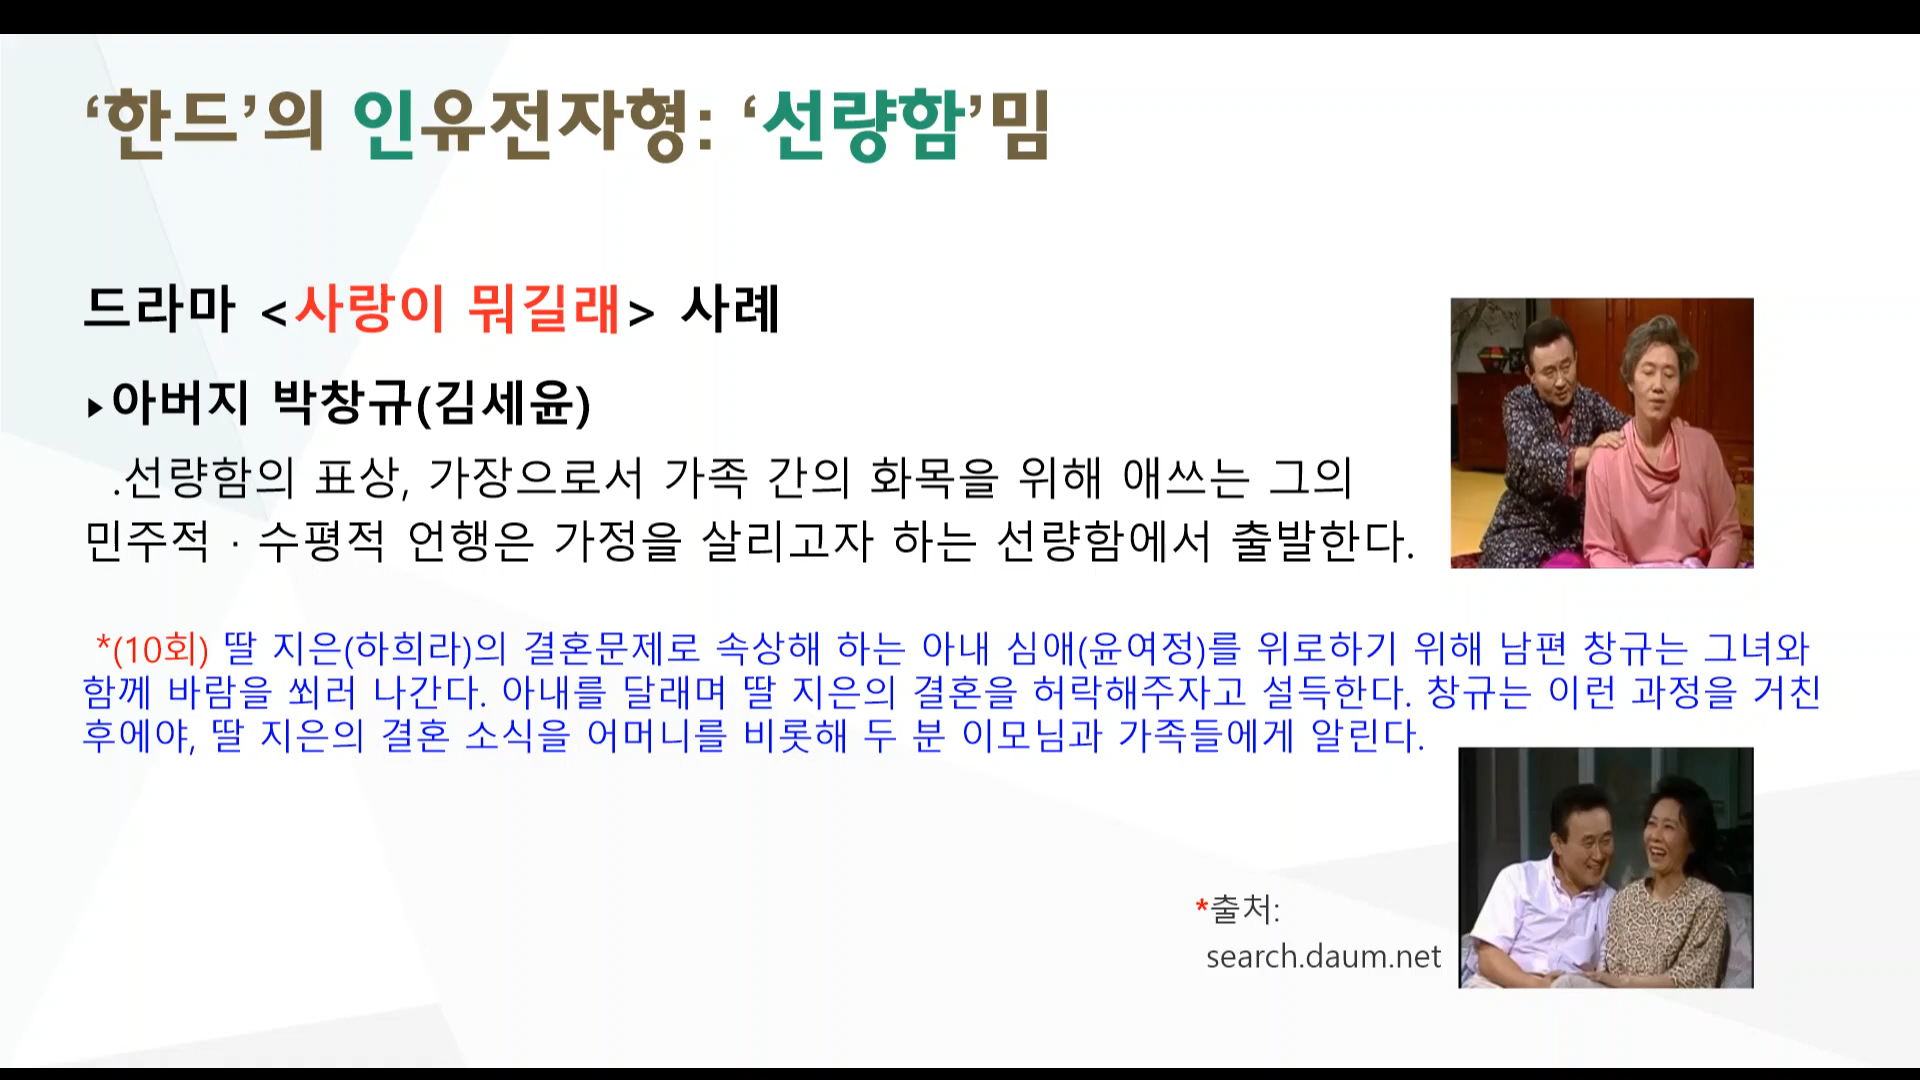 ‘한드’의 인유전자형: ‘선량함’밈
드라마 <사랑이 뭐길래> 사례
▸아버지 박창규(김세윤)
.선량함의 표상, 가장으로서 가족 간의 화목을 위해 애쓰는 그의
민주적 · 수평적 언행은 가정을 살리고자 하는 선량함에서 출발한다.
*(10회) 딸 지은(하희라)의 결혼문제로 속상해 하는 아내 심애(윤여정)를 위로하기 위해 남편 창규는 그녀와
함께 바람을 쐬러 나간다. 아내를 달래며 딸 지은의 결혼을 허락해주자고 설득한다. 창규는 이런 과정을 거친
후에야, 딸 지은의 결혼 소식을 어머니를 비롯해 두 분 이모님과 가족들에게 알린다.
*출처:
search.daum.net